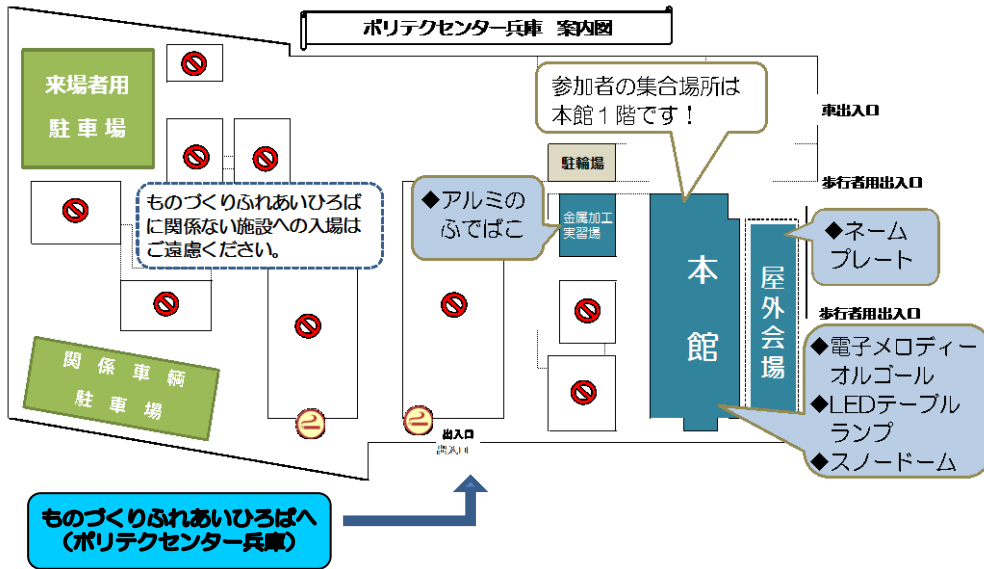 ポリテクセンター兵庫 案内図
来場者用
駐車場
参加者の集合場所は
本館１階です！
車出入口
駐輪場
歩行者用出入口
ものづくりふれあいひろば
に関係ない施設への入場は
ご遠慮ください。
◆アルミの
ふでばこ
金属加工
実習場
◆ネーム
プレート
本館
屋外会場
歩行者用出入口
関係車輌
駐車場
◆電子メロディー
オルゴール
◆LEDテーブル
ランプ
◆スノードーム
出入口
ものづくりふれあいひろばへ
（ポリテクセンター兵庫）